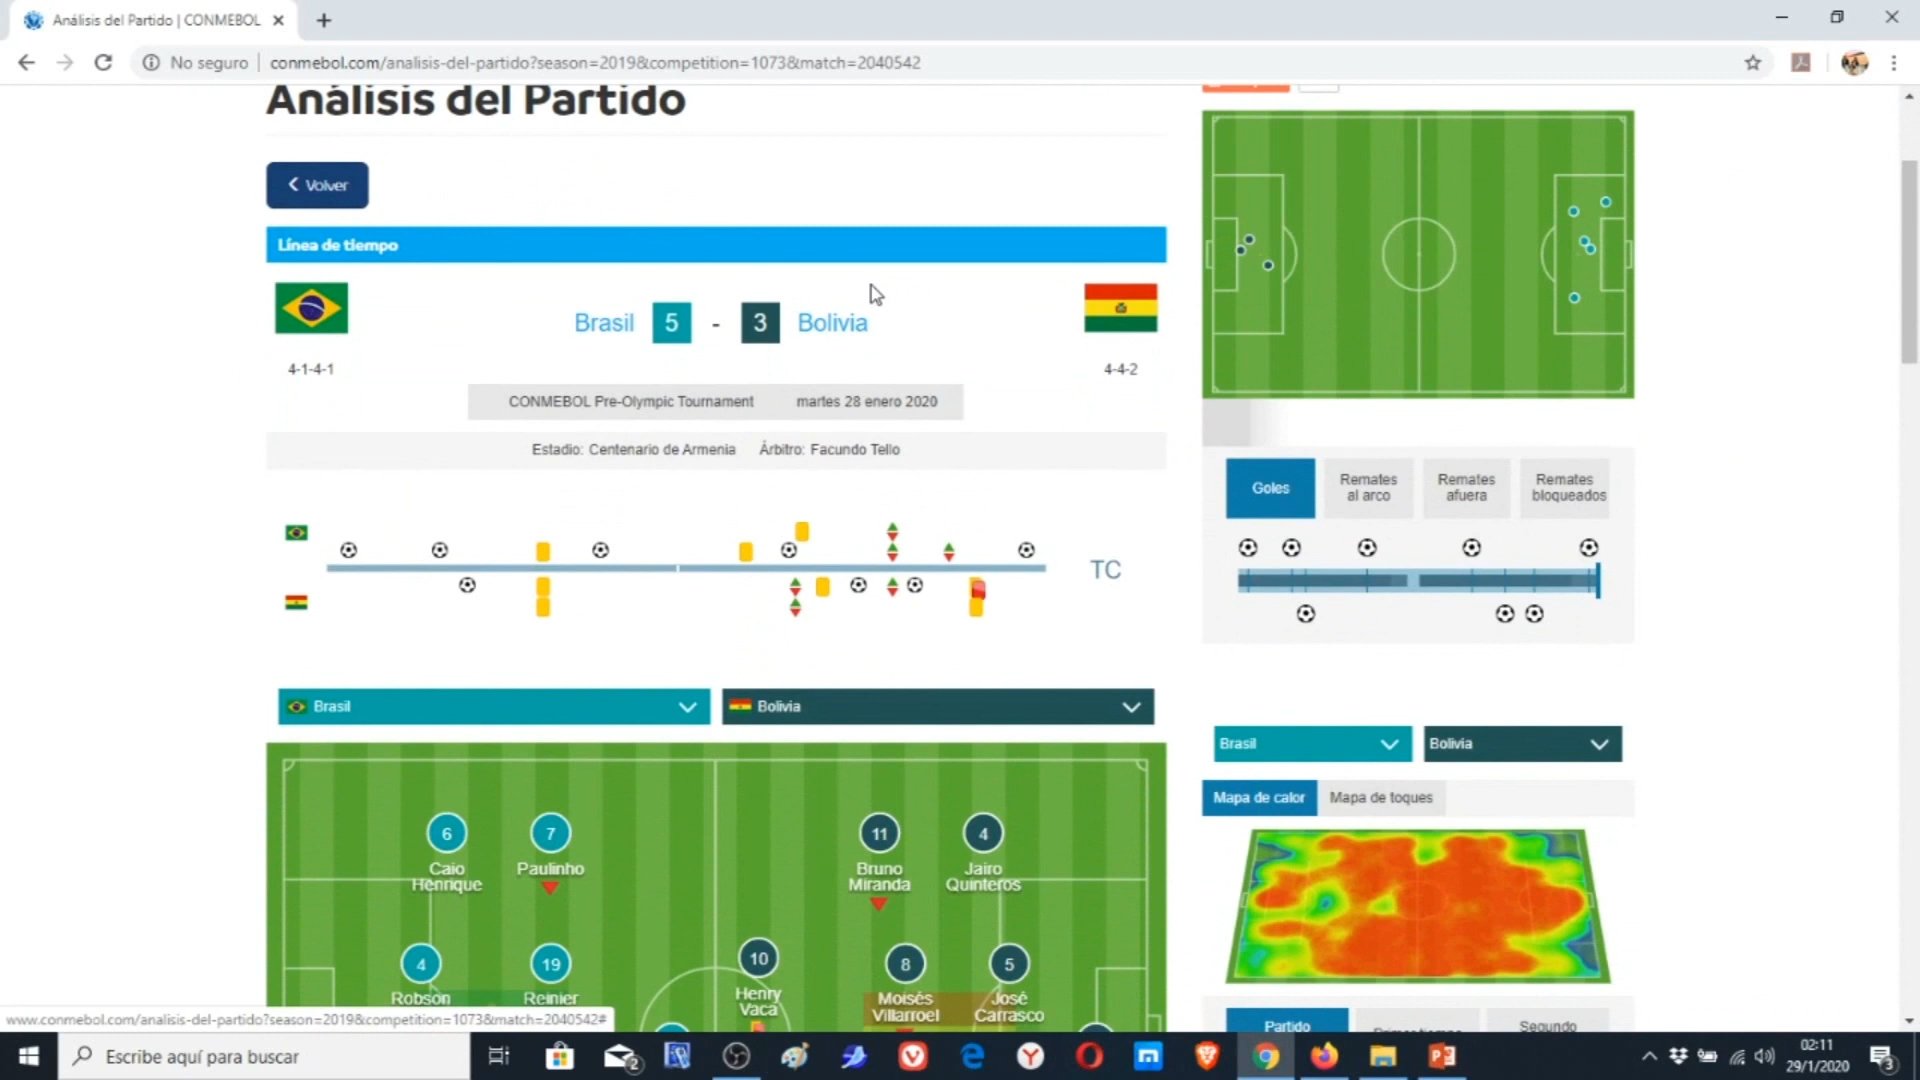 Análisis del Partido | CONMEBOL
No seguro
conmebol.com/analisis-del-partido?season=2019&competition=1073&match=2040542
Análisis del Partido
Volver
Línea de tiempo
Brasil 5 - 3 Bolivia
4-1-4-1
4-4-2
CONMEBOL Pre-Olympic Tournament martes 28 enero 2020
Estadio: Centenario de Armenia Árbitro: Facundo Tello
TC
Brasil
Bolivia
6
Caio
Henrique
7
Paulinho
11
Bruno
Miranda
4
Jairo
Quinteros
4
Robson
19
Reinier
10
Henry
Vaca
8
Moisés
Villarroel
5
José
Carrasco
Goles
Remates
al arco
Remates
afuera
Remates
bloqueados
Brasil
Bolivia
Mapa de calor
Mapa de toques
Partido
Segundo
www.conmebol.com/analisis-del-partido?season=2019&competition=1073&match=2040542#
Escribe aquí para buscar
2
02:11
29/1/2020
3